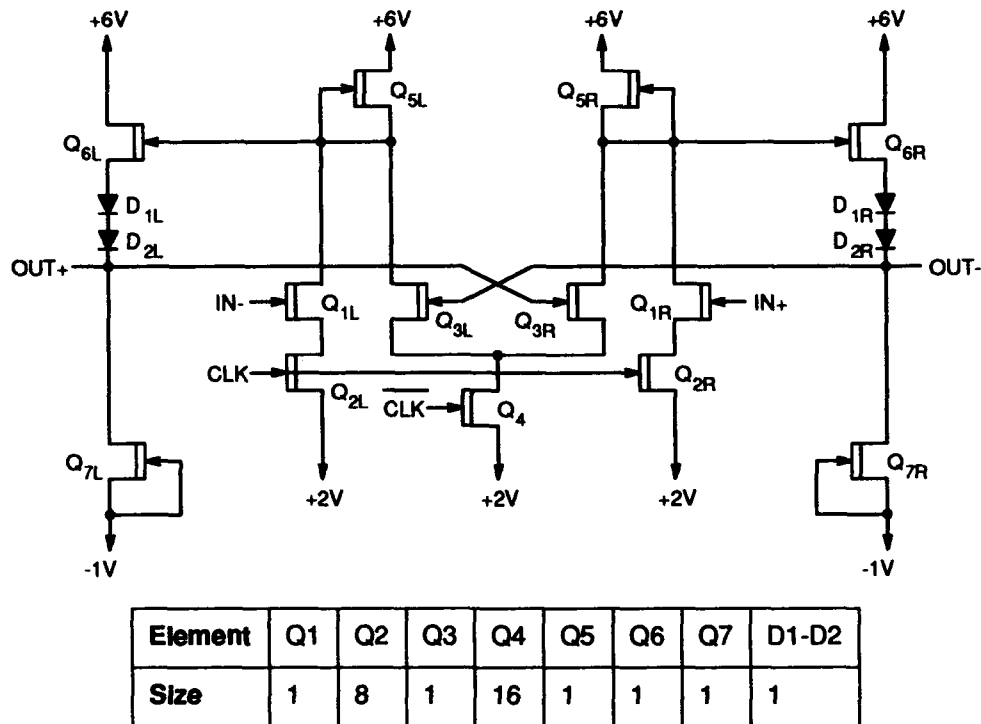 +6V +6V +6V +6V
Q5L Q5R
Q6L Q6R
D1L D1R
D2L D2R
OUT+ OUT-
IN- Q1L Q3L Q3R Q1R IN+
CLK Q2L CLK Q4 Q2R
Q7L Q7R
+2V +2V +2V
-1V -1V
Element Q1 Q2 Q3 Q4 Q5 Q6 Q7 D1-D2
Size 1 8 1 16 1 1 1 1